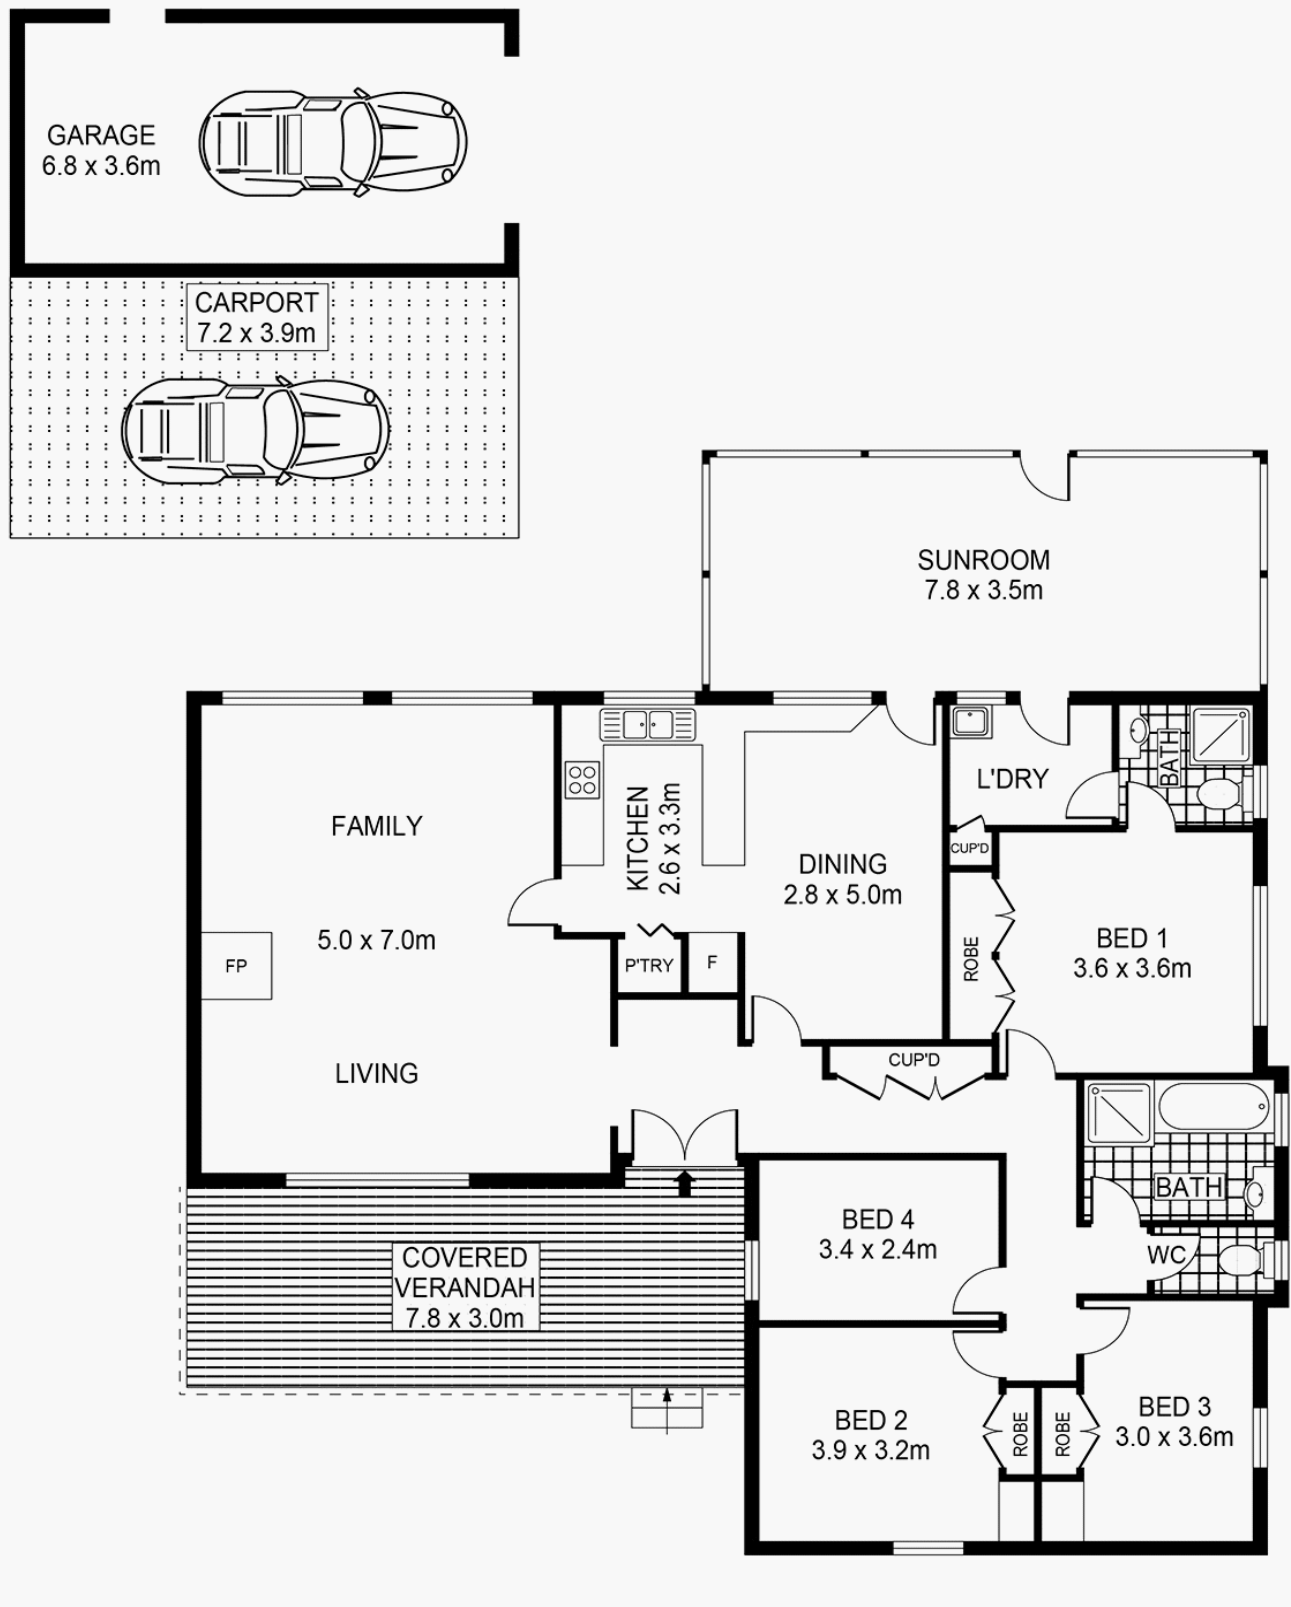 GARAGE
6.8 x 3.6m
CARPORT
7.2 x 3.9m
SUNROOM
7.8 x 3.5m
FAMILY
5.0 x 7.0m
FP
LIVING
KITCHEN
2.6 x 3.3m
P'TRY
F
DINING
2.8 x 5.0m
L'DRY
BATH
CUP'D
ROBE
BED 1
3.6 x 3.6m
CUP'D
BATH
WC
BED 4
3.4 x 2.4m
COVERED
VERANDAH
7.8 x 3.0m
BED 2
3.9 x 3.2m
ROBE
ROBE
BED 3
3.0 x 3.6m